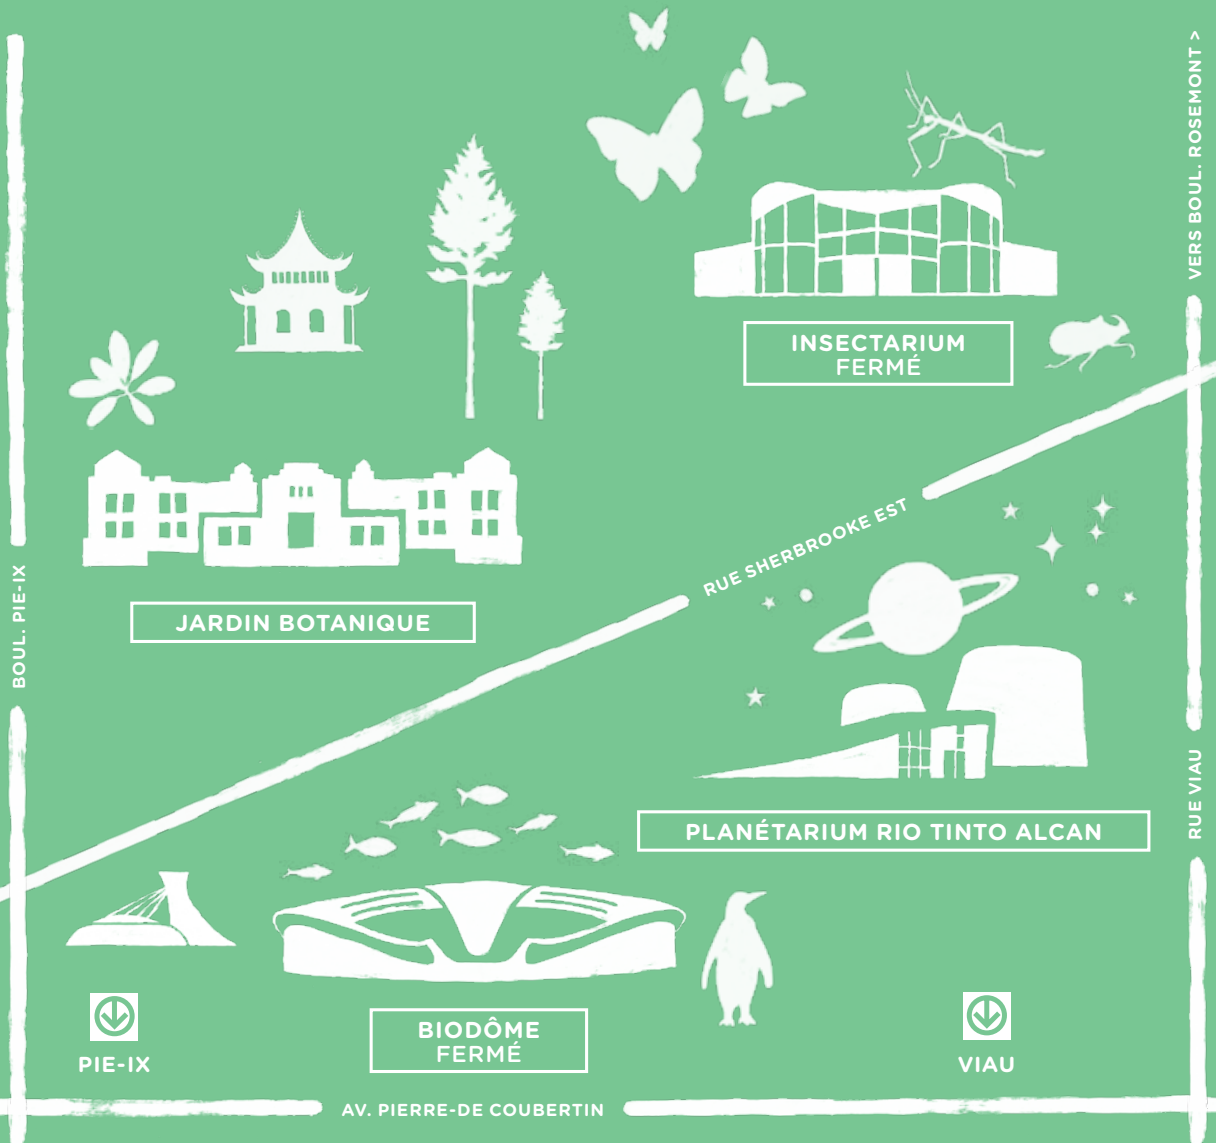 VERS BOUL. ROSEMONT >
INSECTARIUM
FERMÉ
RUE SHERBROOKE EST
BOUL. PIE-IX
JARDIN BOTANIQUE
RUE VIAU
PLANÉTARIUM RIO TINTO ALCAN
BIODÔME
FERMÉ
PIE-IX
VIAU
AV. PIERRE-DE COUBERTIN